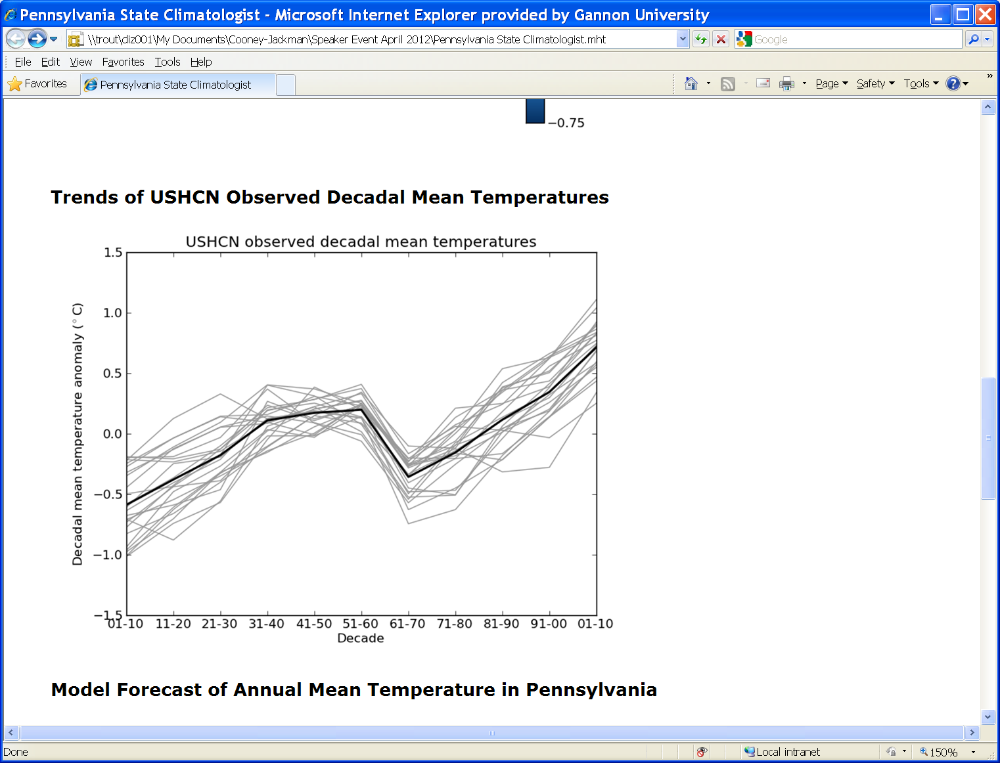 Pennsylvania State Climatologist - Microsoft Internet Explorer provided by Gannon University
\\trout\diz001\My Documents\Cooney-Jackman\Speaker Event April 2012\Pennsylvania State Climatologist.mht
Google
File Edit View Favorites Tools Help
Favorites
Pennsylvania State Climatologist
Page Safety Tools
−0.75
Trends of USHCN Observed Decadal Mean Temperatures
USHCN observed decadal mean temperatures
1.5
1.0
0.5
0.0
−0.5
−1.0
−1.5
Decadal mean temperature anomaly (°C)
01-10 11-20 21-30 31-40 41-50 51-60 61-70 71-80 81-90 91-00 01-10
Decade
Model Forecast of Annual Mean Temperature in Pennsylvania
Done
Local intranet
150%